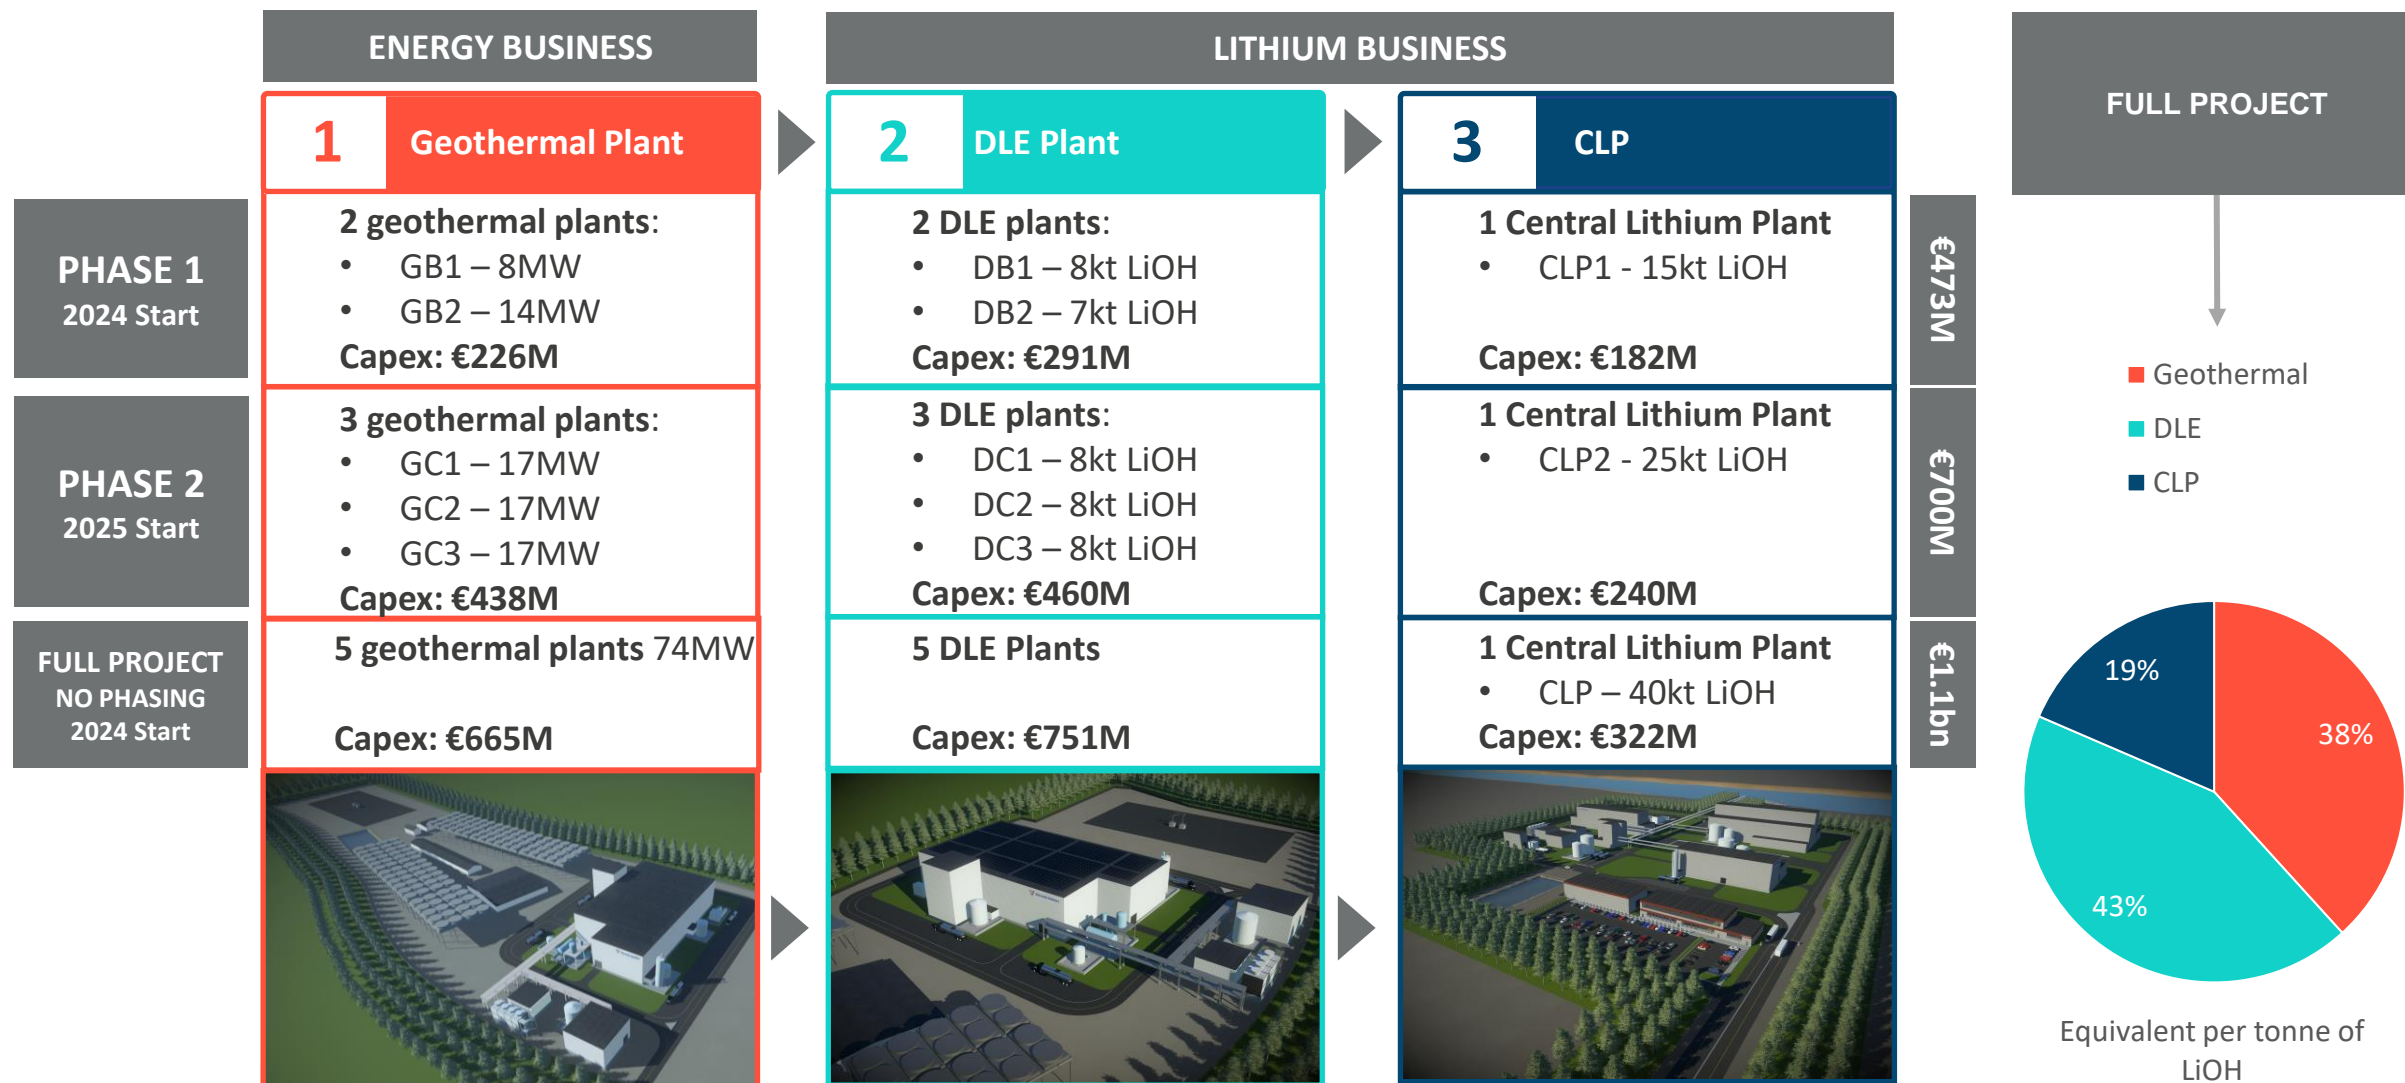 ENERGY BUSINESS
LITHIUM BUSINESS
FULL PROJECT
1 Geothermal Plant
2 DLE Plant
3 CLP
PHASE 1
2024 Start
2 geothermal plants:
• GB1 – 8MW
• GB2 – 14MW
Capex: €226M
2 DLE plants:
• DB1 – 8kt LiOH
• DB2 – 7kt LiOH
Capex: €291M
1 Central Lithium Plant
• CLP1 - 15kt LiOH
Capex: €182M
€473M
PHASE 2
2025 Start
3 geothermal plants:
• GC1 – 17MW
• GC2 – 17MW
• GC3 – 17MW
Capex: €438M
3 DLE plants:
• DC1 – 8kt LiOH
• DC2 – 8kt LiOH
• DC3 – 8kt LiOH
Capex: €460M
1 Central Lithium Plant
• CLP2 - 25kt LiOH
Capex: €240M
€700M
FULL PROJECT
NO PHASING
2024 Start
5 geothermal plants 74MW
Capex: €665M
5 DLE Plants
Capex: €751M
1 Central Lithium Plant
• CLP – 40kt LiOH
Capex: €322M
€1.1bn
Geothermal
DLE
CLP
19%
38%
43%
Equivalent per tonne of
LiOH